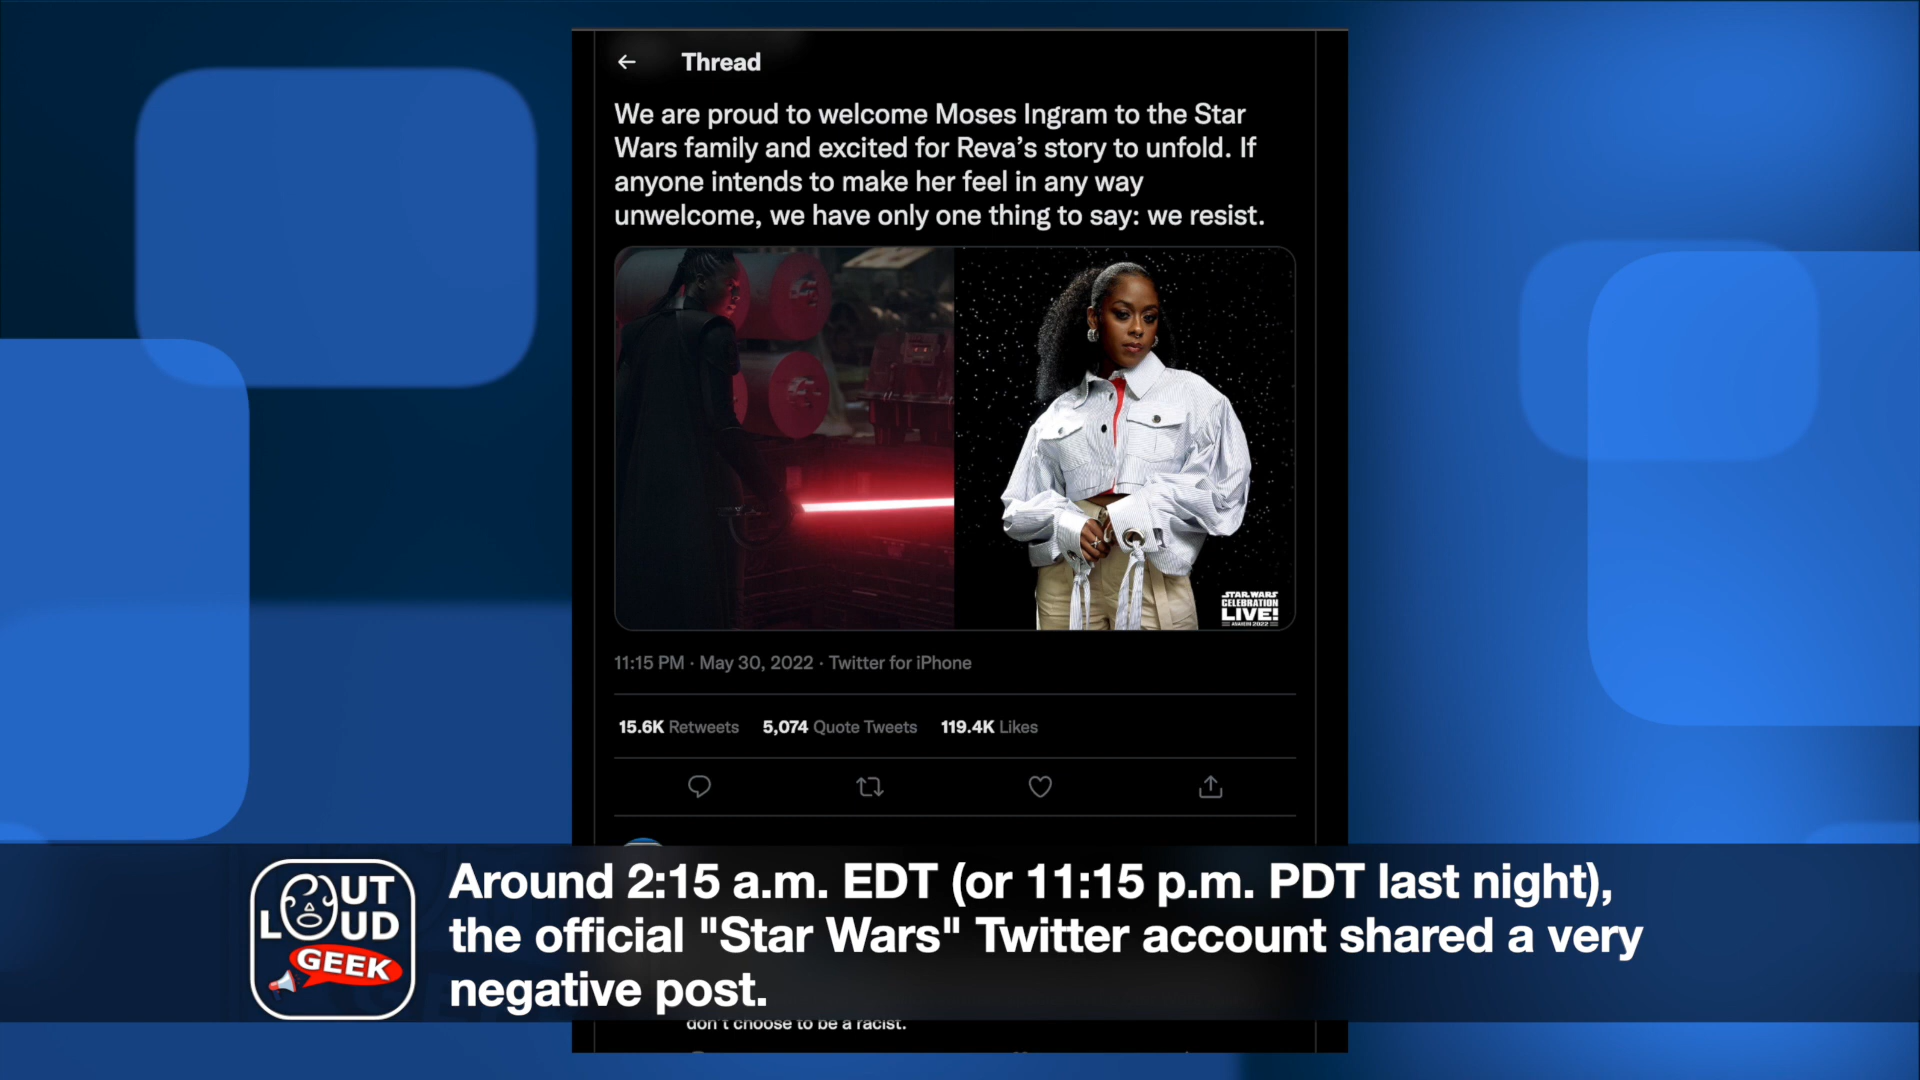 Thread
We are proud to welcome Moses Ingram to the Star
Wars family and excited for Reva’s story to unfold. If
anyone intends to make her feel in any way
unwelcome, we have only one thing to say: we resist.
STAR WARS
CELEBRATION
LIVE!
ANAHEIM 2022
11:15 PM · May 30, 2022 · Twitter for iPhone
15.6K Retweets 5,074 Quote Tweets 119.4K Likes
OUT
LOUD
GEEK
Around 2:15 a.m. EDT (or 11:15 p.m. PDT last night),
the official "Star Wars" Twitter account shared a very
negative post.
don't choose to be a racist.